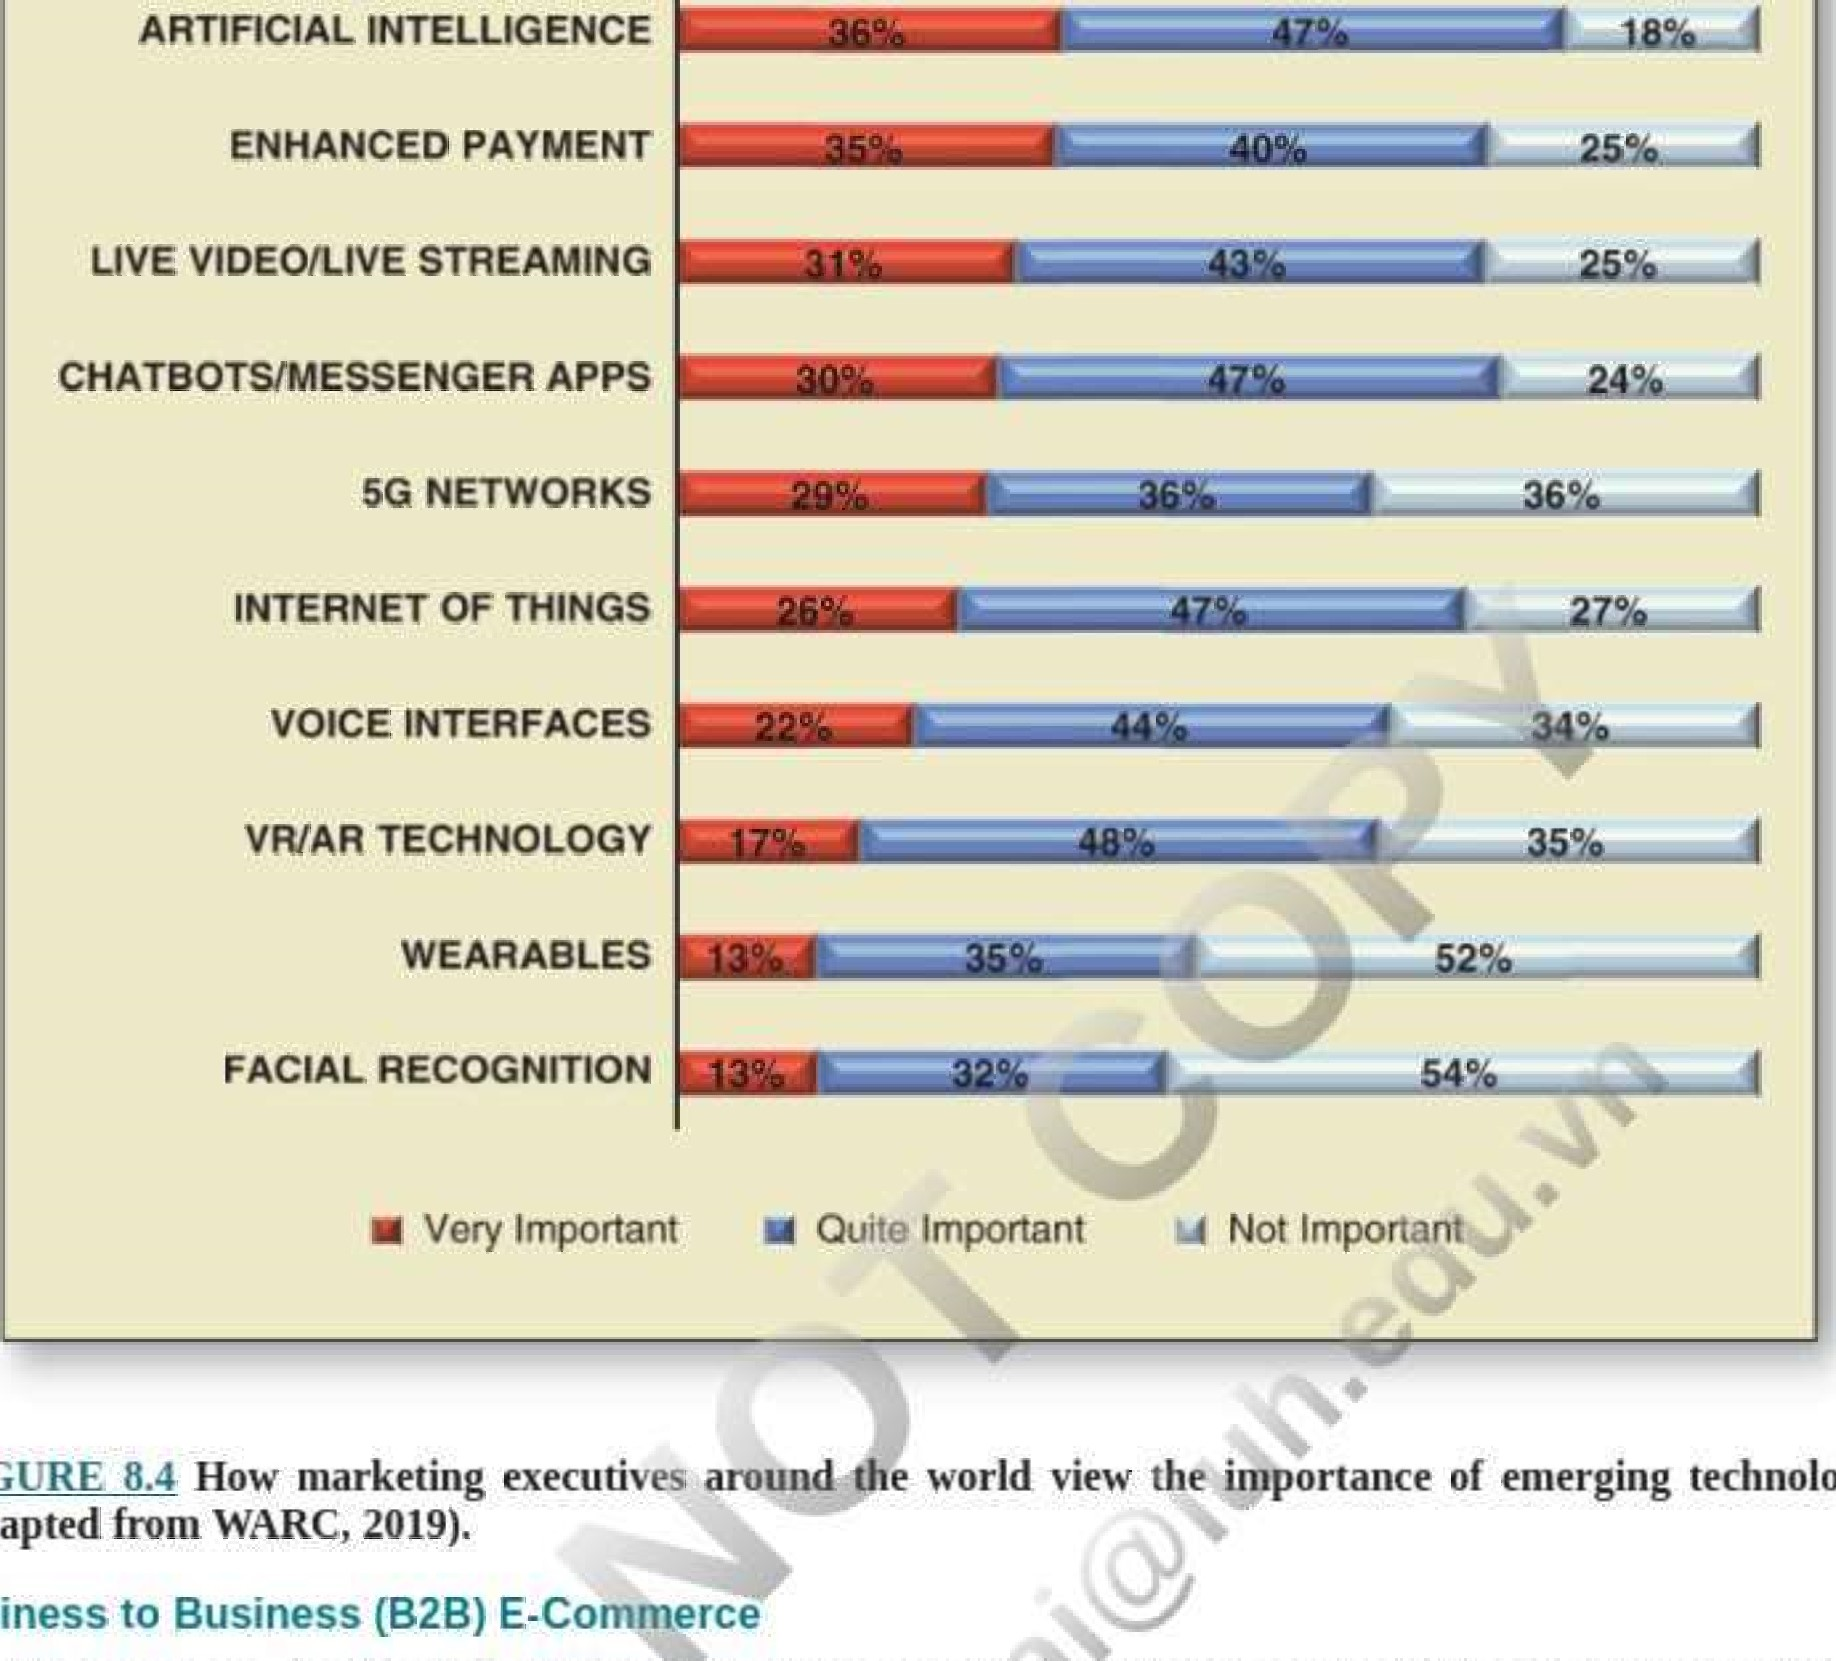 ARTIFICIAL INTELLIGENCE 36% 47% 18%
ENHANCED PAYMENT 35% 40% 25%
LIVE VIDEO/LIVE STREAMING 31% 43% 25%
CHATBOTS/MESSENGER APPS 30% 47% 24%
5G NETWORKS 29% 36% 36%
INTERNET OF THINGS 26% 47% 27%
VOICE INTERFACES 22% 44% 34%
VR/AR TECHNOLOGY 17% 48% 35%
WEARABLES 13% 35% 52%
FACIAL RECOGNITION 13% 32% 54%
Very Important Quite Important Not Important
GURE 8.4 How marketing executives around the world view the importance of emerging technolo
apted from WARC, 2019).
iness to Business (B2B) E-Commerce
NOT COPY
ai@iuh.edu.vn